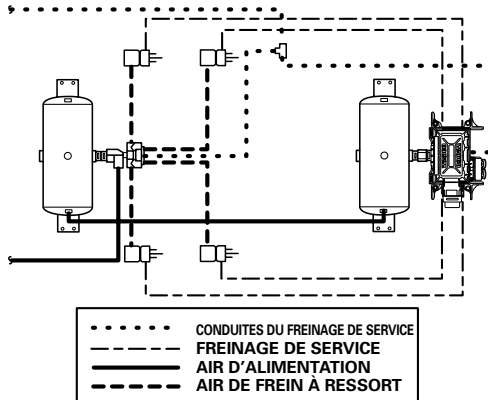 CONDUITES DU FREINAGE DE SERVICE
FREINAGE DE SERVICE
AIR D'ALIMENTATION
AIR DE FREIN À RESSORT